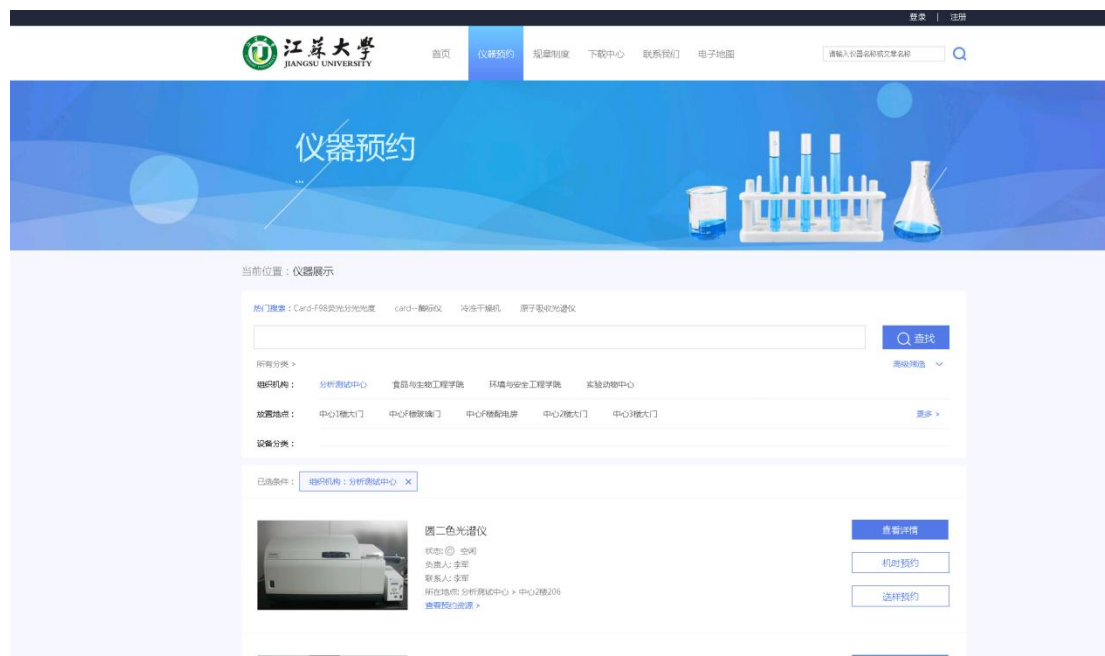 登录 | 注册
江苏大学
JIANGSU UNIVERSITY
首页 仪器预约 规章制度 下载中心 联系我们 电子地图
请输入仪器名称或文章名称
仪器预约
...
当前位置：仪器展示
热门搜索：Card-F98荧光分光光度 card--酶标仪 冷冻干燥机 原子吸收光谱仪
查找
所有分类 > 高级筛选
组织机构： 分析测试中心 食品与生物工程学院 环境与安全工程学院 实验动物中心
放置地点： 中心1楼大门 中心F楼玻璃门 中心F楼配电房 中心2楼大门 中心3楼大门 更多 >
设备分类：
已选条件： 组织机构：分析测试中心 ×
圆二色光谱仪
查看详情
状态: 空闲
负责人: 李军
机时预约
联系人: 李军
所在地点: 分析测试中心 > 中心2楼206
送样预约
查看预约资源 >